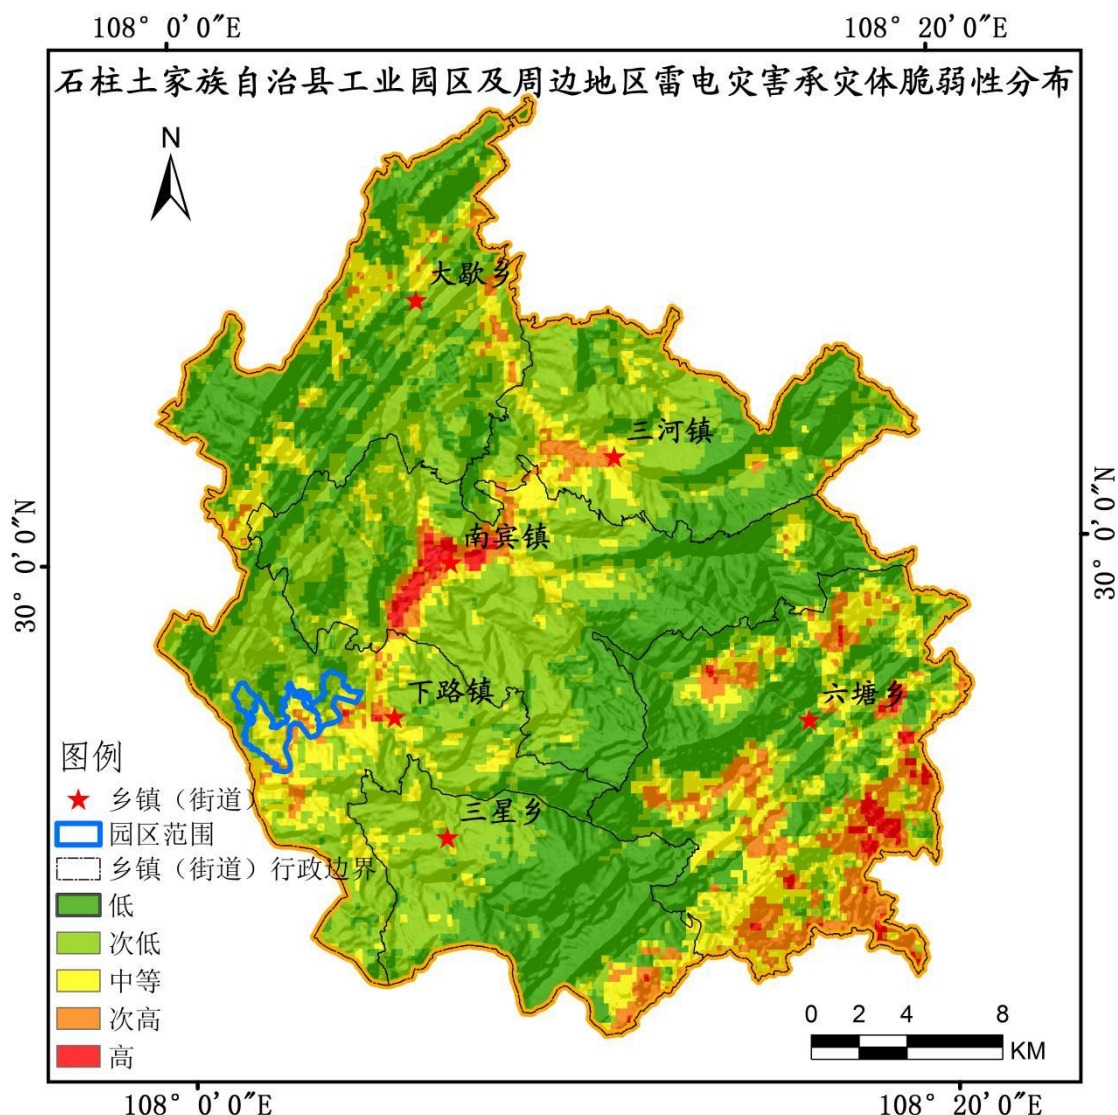 108° 0'0"E 108° 20'0"E
石柱土家族自治县工业园区及周边地区雷电灾害承灾体脆弱性分布
N
大歇乡
三河镇
30° 0'0"N
南宾镇
30° 0'0"N
下路镇
六塘乡
三星乡
图例
乡镇（街道）
园区范围
乡镇（街道）行政边界
低
次低
中等
次高
高
0 2 4 8
KM
108° 0'0"E 108° 20'0"E